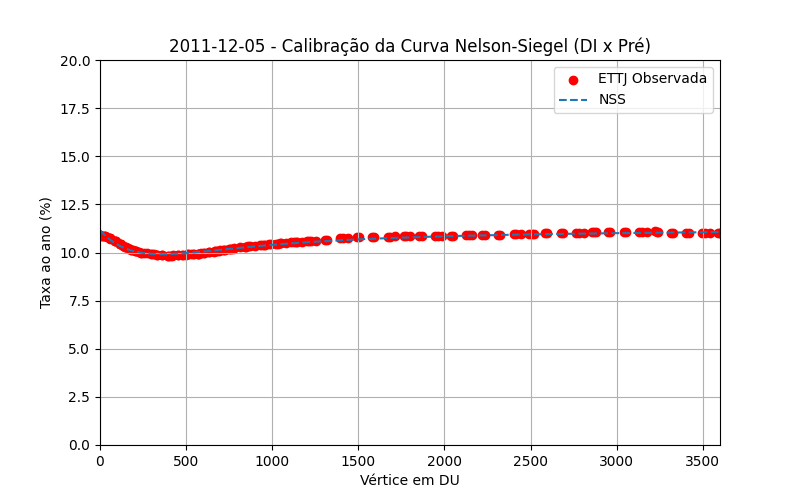 2011-12-05 - Calibração da Curva Nelson-Siegel (DI x Pré)
ETTJ Observada
NSS
Taxa ao ano (%)
20.0
17.5
15.0
12.5
10.0
7.5
5.0
2.5
0.0
0 500 1000 1500 2000 2500 3000 3500
Vértice em DU